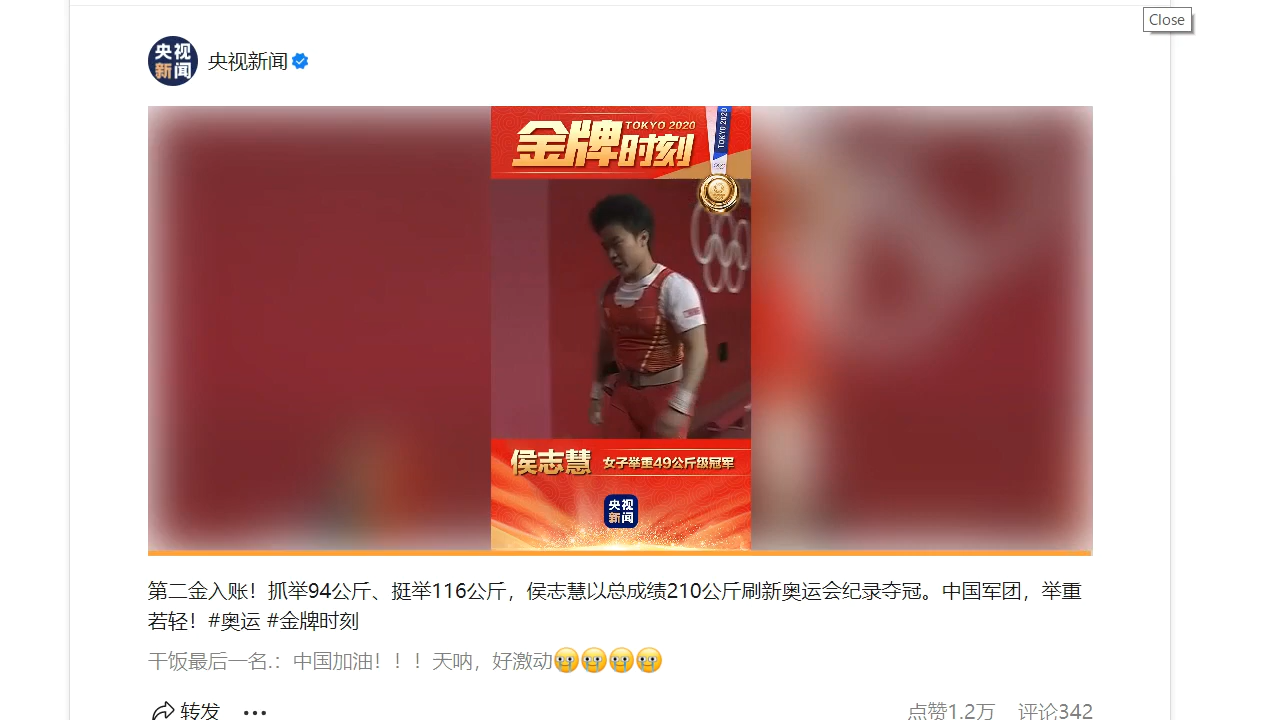 Close
央视
新闻
央视新闻
金牌时刻
TOKYO 2020
TOKYO 2020
侯志慧 女子举重49公斤级冠军
央视
新闻
第二金入账！抓举94公斤、挺举116公斤，侯志慧以总成绩210公斤刷新奥运会纪录夺冠。中国军团，举重
若轻！#奥运 #金牌时刻
干饭最后一名.：中国加油！！！天呐，好激动😭😭😭😭
转发 ••• 点赞1.2万 评论342